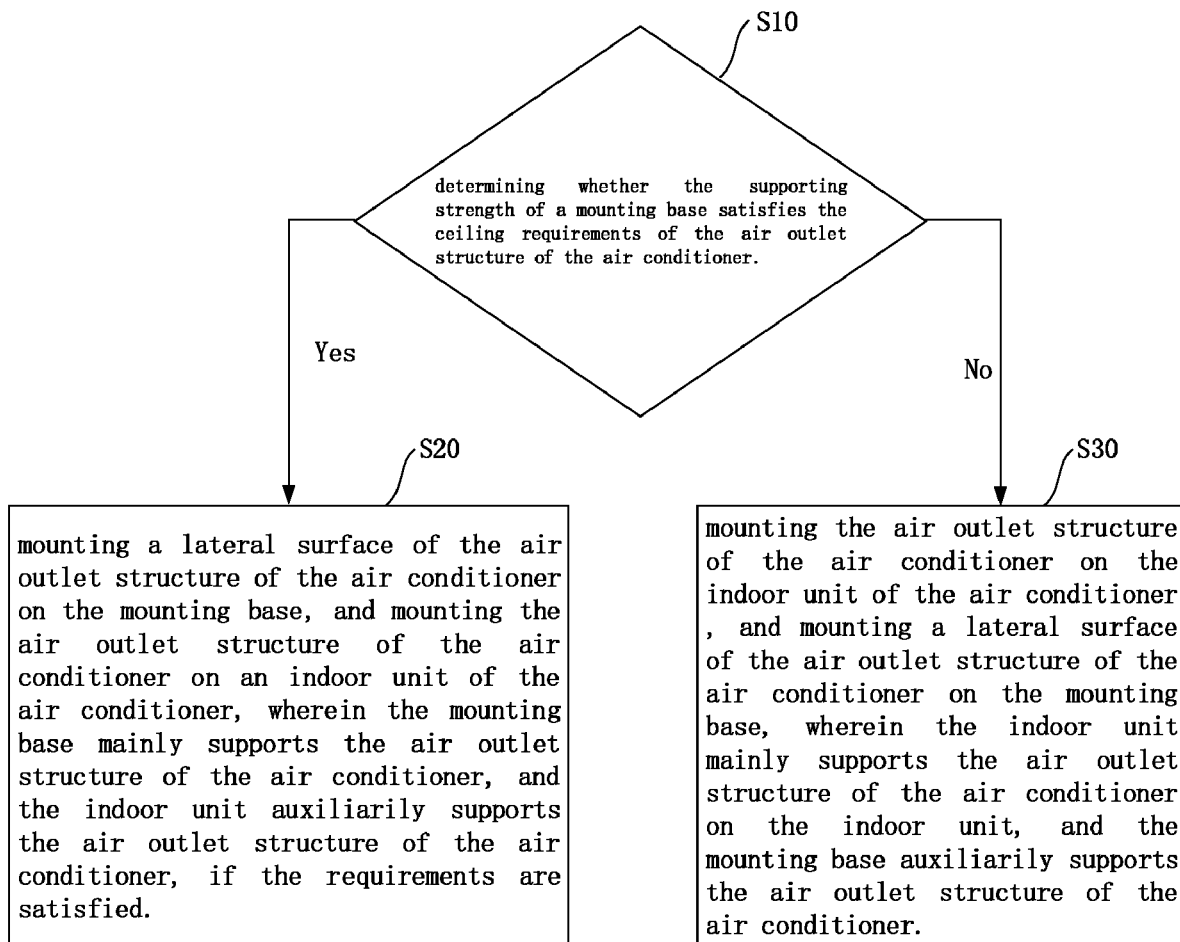 S10
determining whether the supporting
strength of a mounting base satisfies the
ceiling requirements of the air outlet
structure of the air conditioner.
Yes
No
S20
mounting a lateral surface of the air
outlet structure of the air conditioner
on the mounting base, and mounting the
air outlet structure of the air
conditioner on an indoor unit of the
air conditioner, wherein the mounting
base mainly supports the air outlet
structure of the air conditioner, and
the indoor unit auxiliarily supports
the air outlet structure of the air
conditioner, if the requirements are
satisfied.
S30
mounting the air outlet structure
of the air conditioner on the
indoor unit of the air conditioner
, and mounting a lateral surface
of the air outlet structure of the
air conditioner on the mounting
base, wherein the indoor unit
mainly supports the air outlet
structure of the air conditioner
on the indoor unit, and the
mounting base auxiliarily supports
the air outlet structure of the
air conditioner.